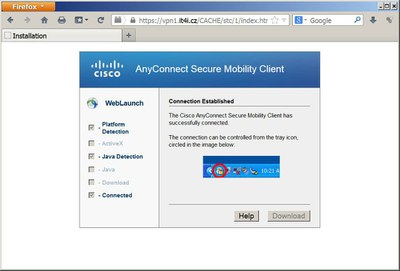 Firefox
Installation
https://vpn1.it4i.cz/CACHE/stc/1/index.htm
Google
CISCO
AnyConnect Secure Mobility Client
WebLaunch
- Platform Detection
- ActiveX
- Java Detection
- Java
- Download
- Connected
Connection Established
The Cisco AnyConnect Secure Mobility Client has
successfully connected.
The connection can be controlled from the tray icon,
circled in the image below
10:21 A
Help
Download